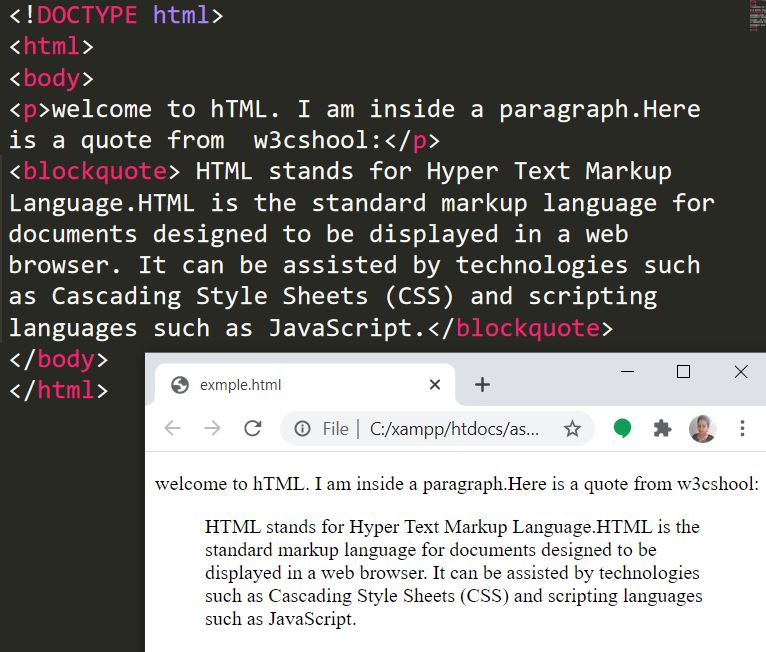 <!DOCTYPE html>
<html>
<body>
<p>welcome to hTML. I am inside a paragraph.Here
is a quote from  w3cshool:</p>
<blockquote> HTML stands for Hyper Text Markup
Language.HTML is the standard markup language for
documents designed to be displayed in a web
browser. It can be assisted by technologies such
as Cascading Style Sheets (CSS) and scripting
languages such as JavaScript.</blockquote>
</body>
</html>
exmple.html
File | C:/xampp/htdocs/as...
welcome to hTML. I am inside a paragraph.Here is a quote from w3cshool:
HTML stands for Hyper Text Markup Language.HTML is the
standard markup language for documents designed to be
displayed in a web browser. It can be assisted by technologies
such as Cascading Style Sheets (CSS) and scripting languages
such as JavaScript.